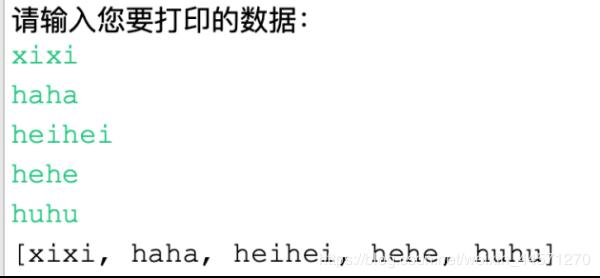 请输入您要打印的数据：
xixi
haha
heihei
hehe
huhu
[xixi, haha, heihei, hehe, huhu]